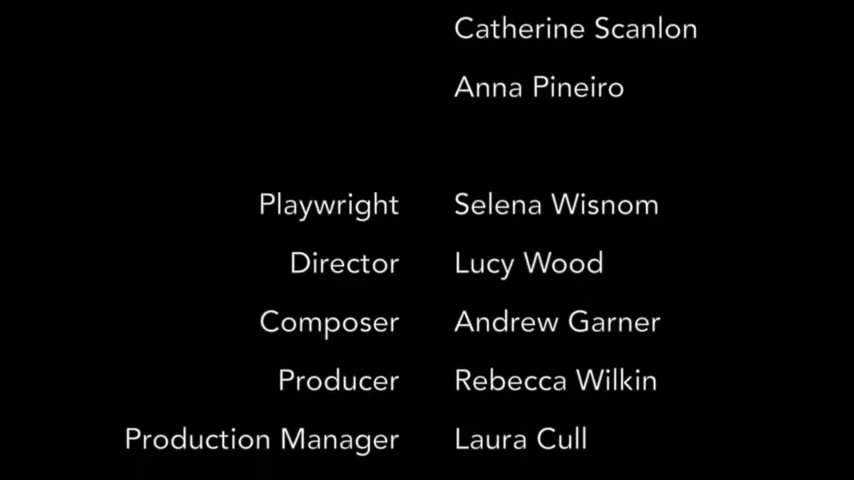 Catherine Scanlon
Anna Pineiro
Playwright Selena Wisnom
Director Lucy Wood
Composer Andrew Garner
Producer Rebecca Wilkin
Production Manager Laura Cull